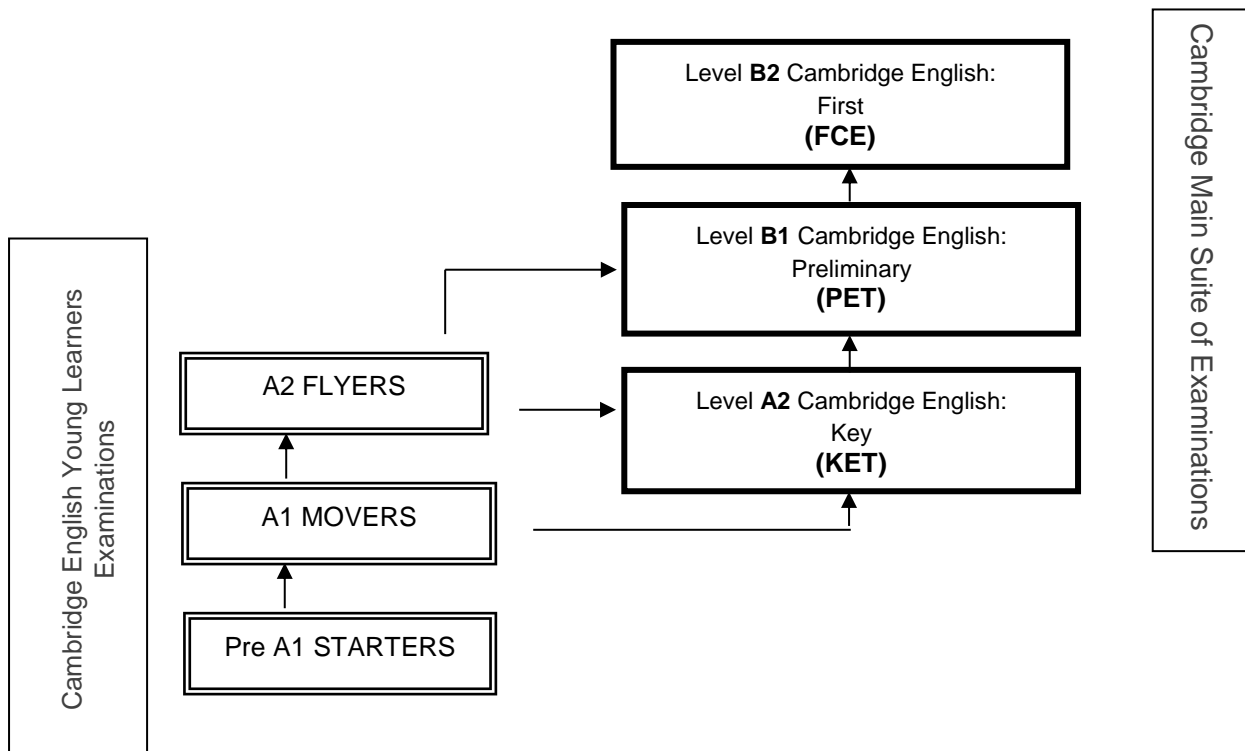 Cambridge English Young Learners
Examinations
A2 FLYERS
A1 MOVERS
Pre A1 STARTERS
Level B2 Cambridge English:
First
(FCE)
Level B1 Cambridge English:
Preliminary
(PET)
Level A2 Cambridge English:
Key
(KET)
Cambridge Main Suite of Examinations